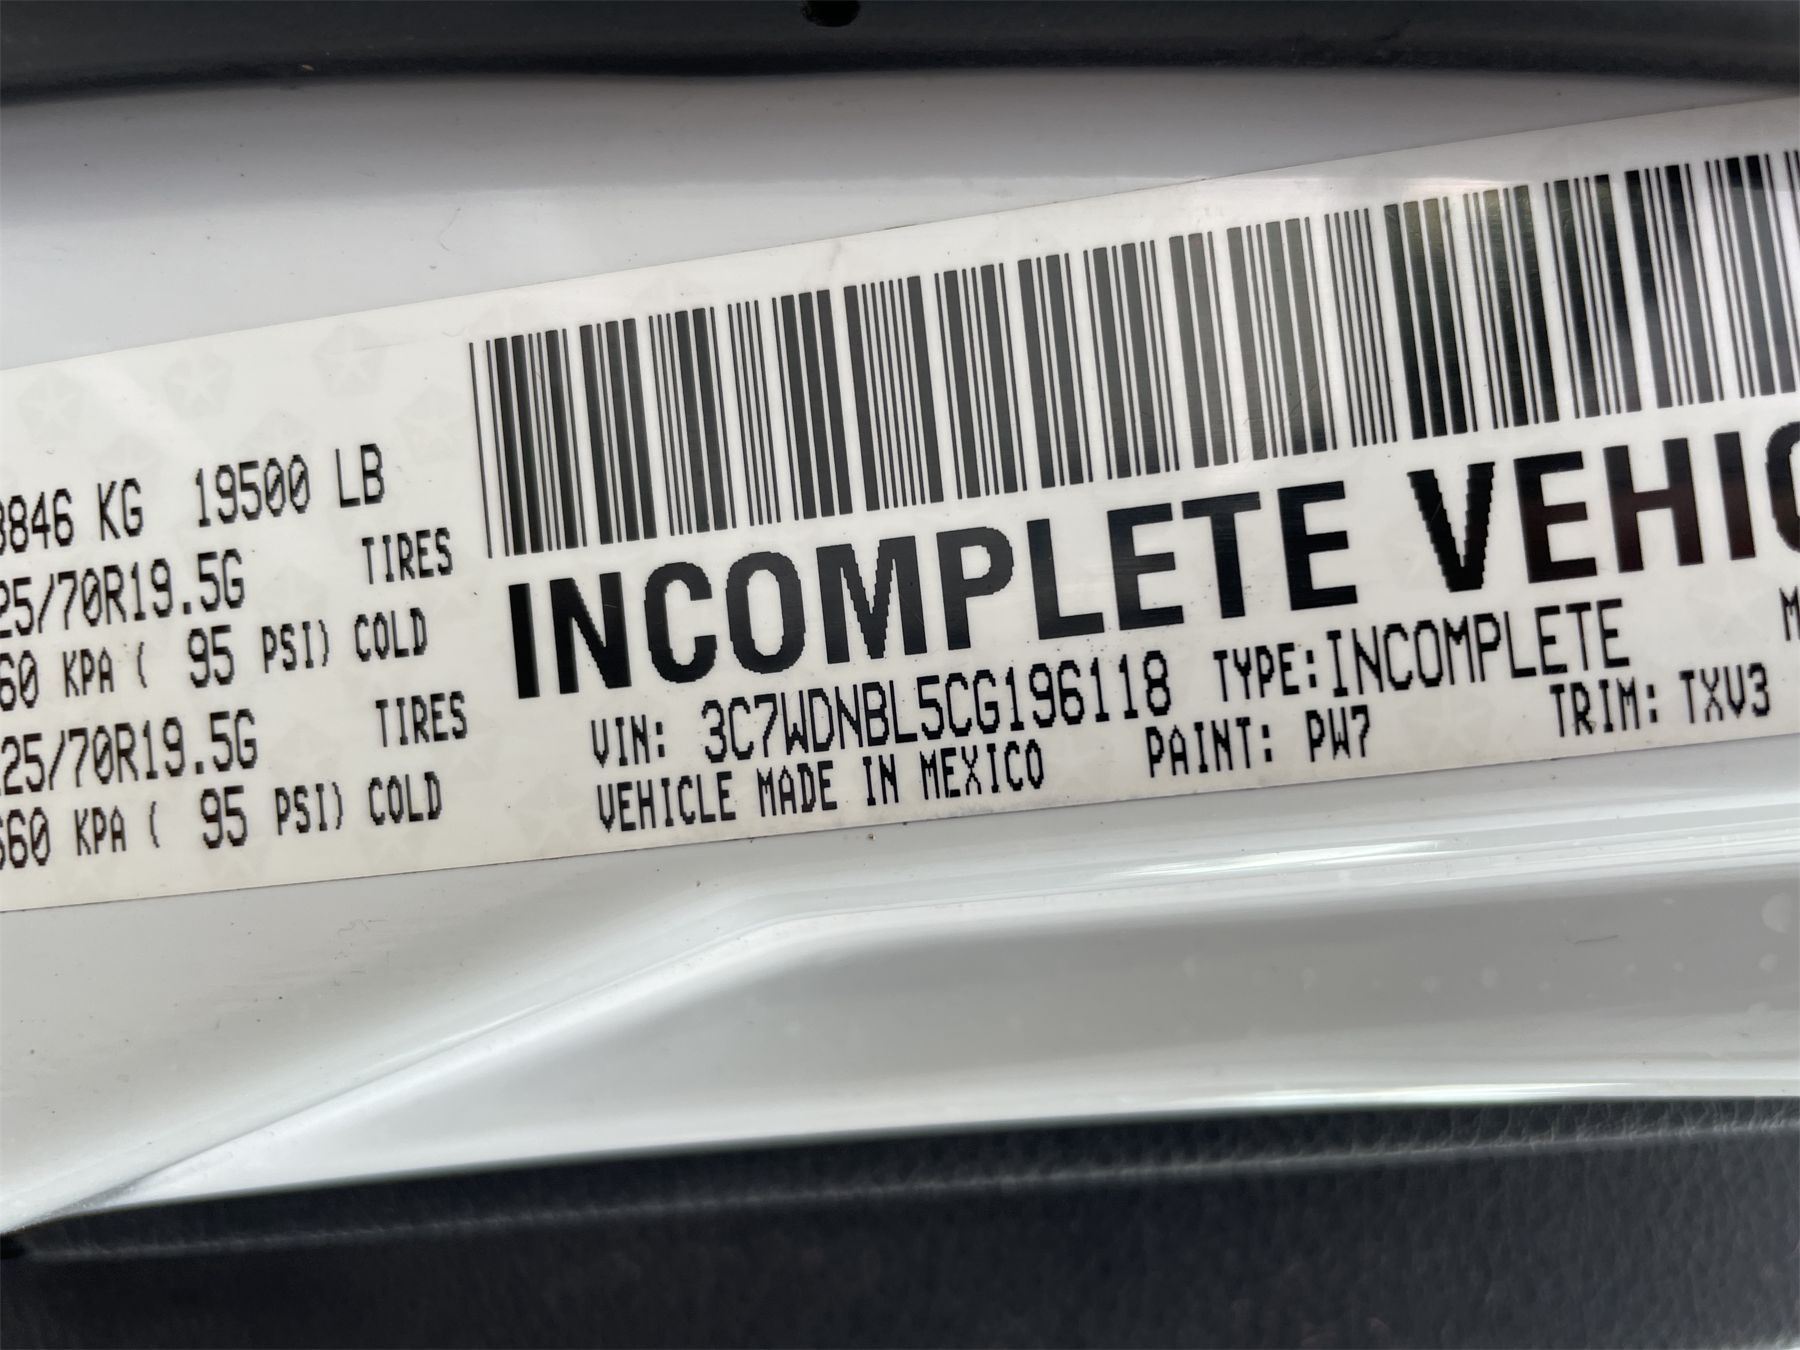 8846 KG 19500 LB
25/70R19.5G TIRES
60 KPA ( 95 PSI) COLD
25/70R19.5G TIRES
660 KPA ( 95 PSI) COLD
INCOMPLETE VEHIC
VIN: 3C7WDNBL5CG196118 TYPE: INCOMPLETE M
VEHICLE MADE IN MEXICO PAINT: PW7 TRIM: TXV3